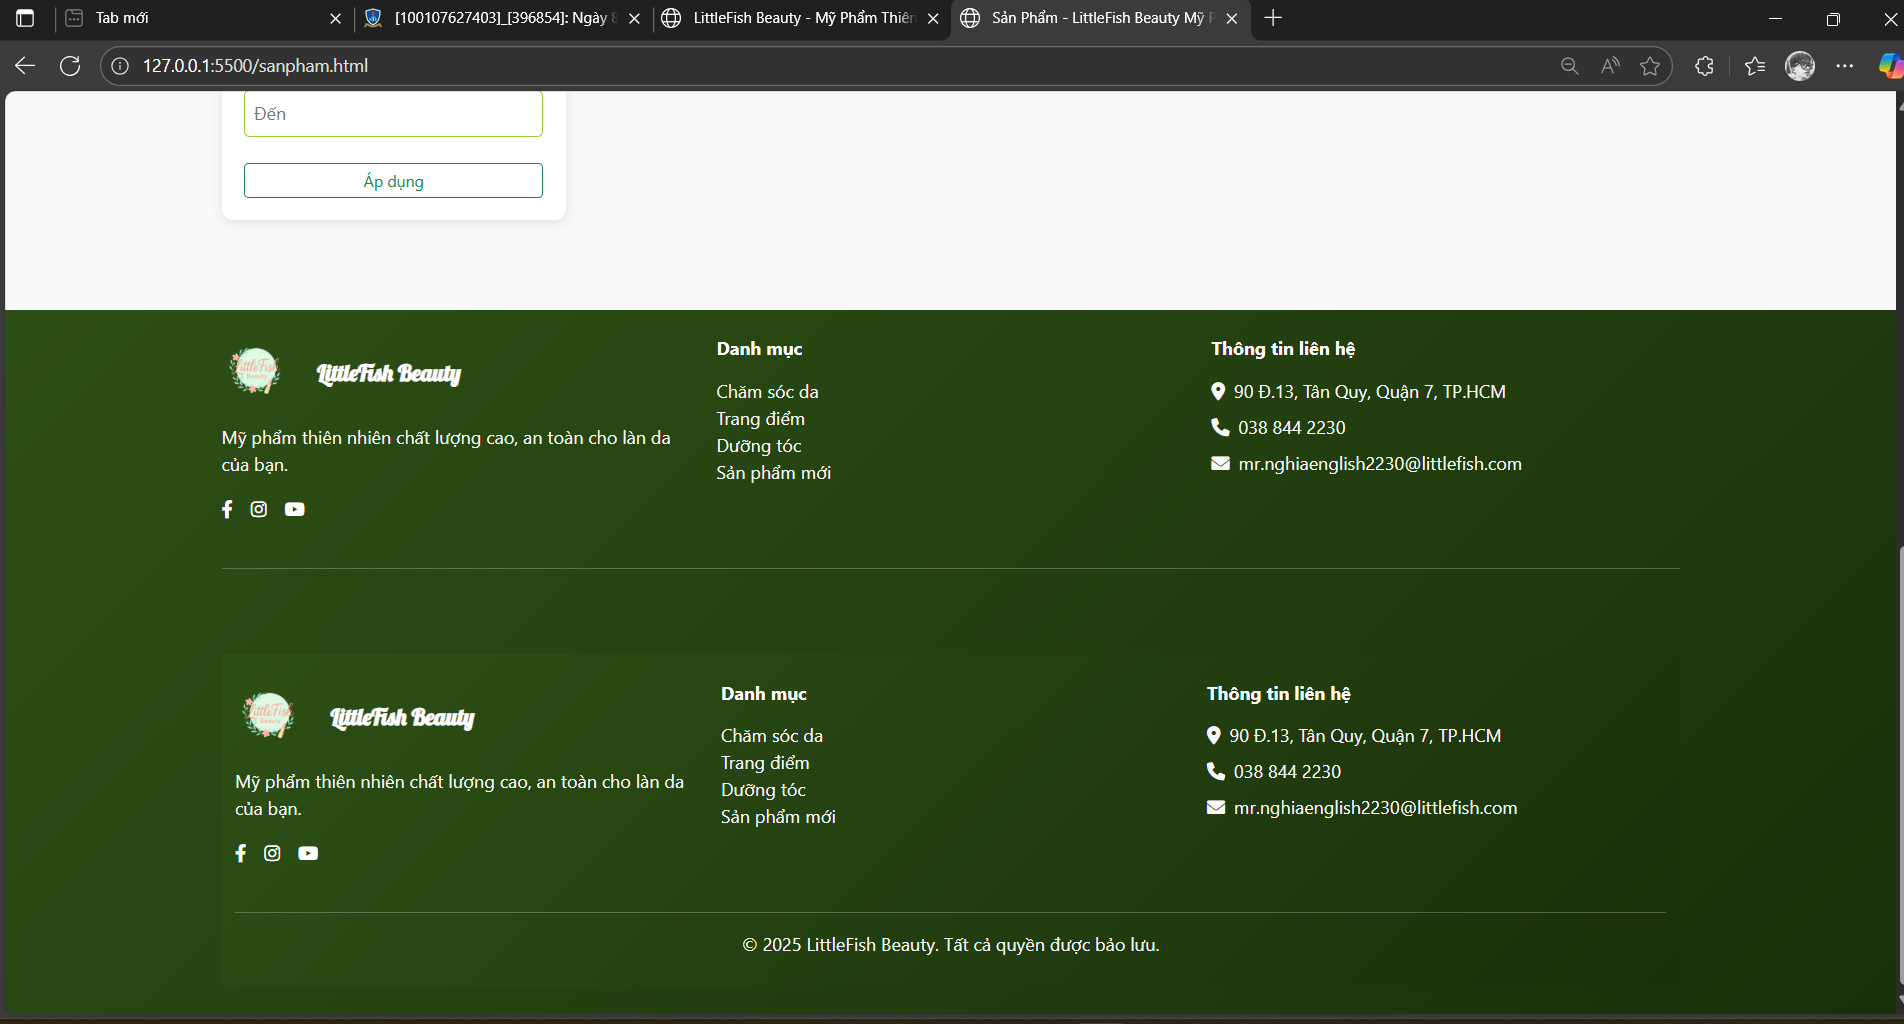 Tab mới
[100107627403]_[396854]: Ngày 8
LittleFish Beauty - Mỹ Phẩm Thiên
Sản Phẩm - LittleFish Beauty Mỹ P
127.0.0.1:5500/sanpham.html
Đến
Áp dụng
LittleFish Beauty
LittleFish Beauty
Mỹ phẩm thiên nhiên chất lượng cao, an toàn cho làn da
của bạn.
Danh mục
Chăm sóc da
Trang điểm
Dưỡng tóc
Sản phẩm mới
Thông tin liên hệ
90 Đ.13, Tân Quy, Quận 7, TP.HCM
038 844 2230
mr.nghiaenglish2230@littlefish.com
LittleFish Beauty
LittleFish Beauty
Mỹ phẩm thiên nhiên chất lượng cao, an toàn cho làn da
của bạn.
Danh mục
Chăm sóc da
Trang điểm
Dưỡng tóc
Sản phẩm mới
Thông tin liên hệ
90 Đ.13, Tân Quy, Quận 7, TP.HCM
038 844 2230
mr.nghiaenglish2230@littlefish.com
© 2025 LittleFish Beauty. Tất cả quyền được bảo lưu.